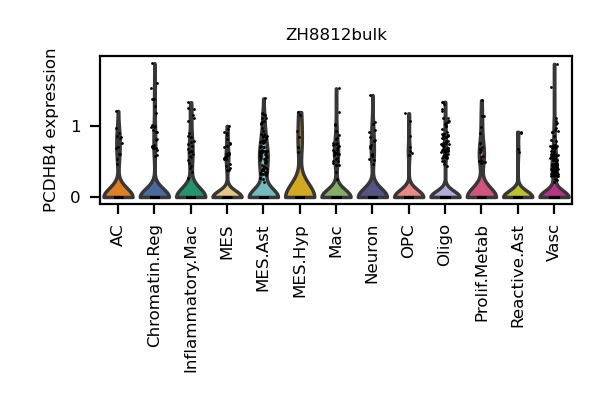 ZH8812bulk
PCDHB4 expression
1
0
AC
Chromatin.Reg
Inflammatory.Mac
MES
MES.Ast
MES.Hyp
Mac
Neuron
OPC
Oligo
Prolif.Metab
Reactive.Ast
Vasc